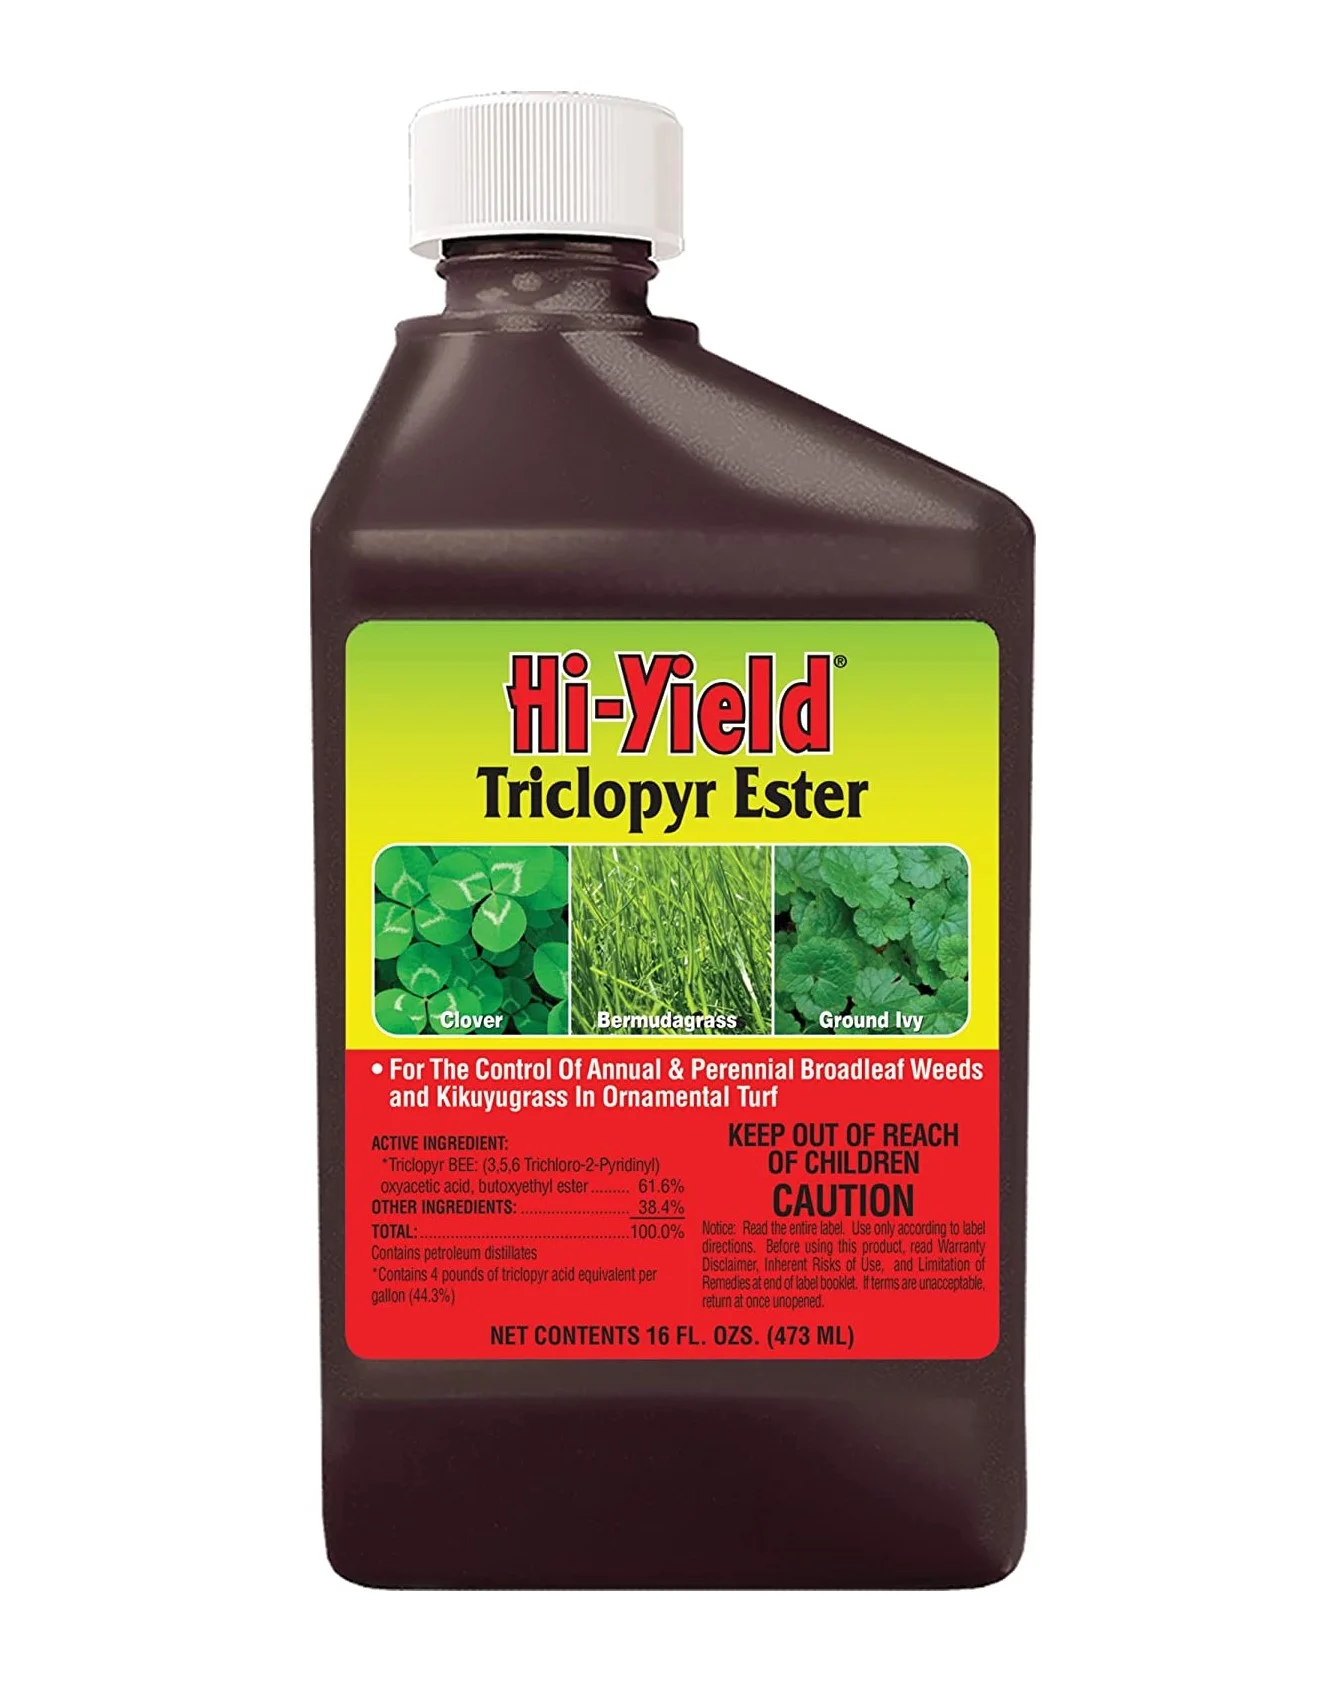 Hi-Yield®
Triclopyr Ester
Clover
Bermudagrass
Ground Ivy
• For The Control Of Annual & Perennial Broadleaf Weeds
and Kikuyugrass In Ornamental Turf
ACTIVE INGREDIENT:
*Triclopyr BEE: (3,5,6 Trichloro-2-Pyridinyl)
oxyacetic acid, butoxyethyl ester......... 61.6%
OTHER INGREDIENTS: ......................... 38.4%
TOTAL:................................................100.0%
Contains petroleum distillates
*Contains 4 pounds of triclopyr acid equivalent per
gallon (44.3%)
KEEP OUT OF REACH
OF CHILDREN
CAUTION
Notice: Read the entire label. Use only according to label
directions. Before using this product, read Warranty
Disclaimer, Inherent Risks of Use, and Limitation of
Remedies at end of label booklet. If terms are unacceptable,
return at once unopened.
NET CONTENTS 16 FL. OZS. (473 ML)